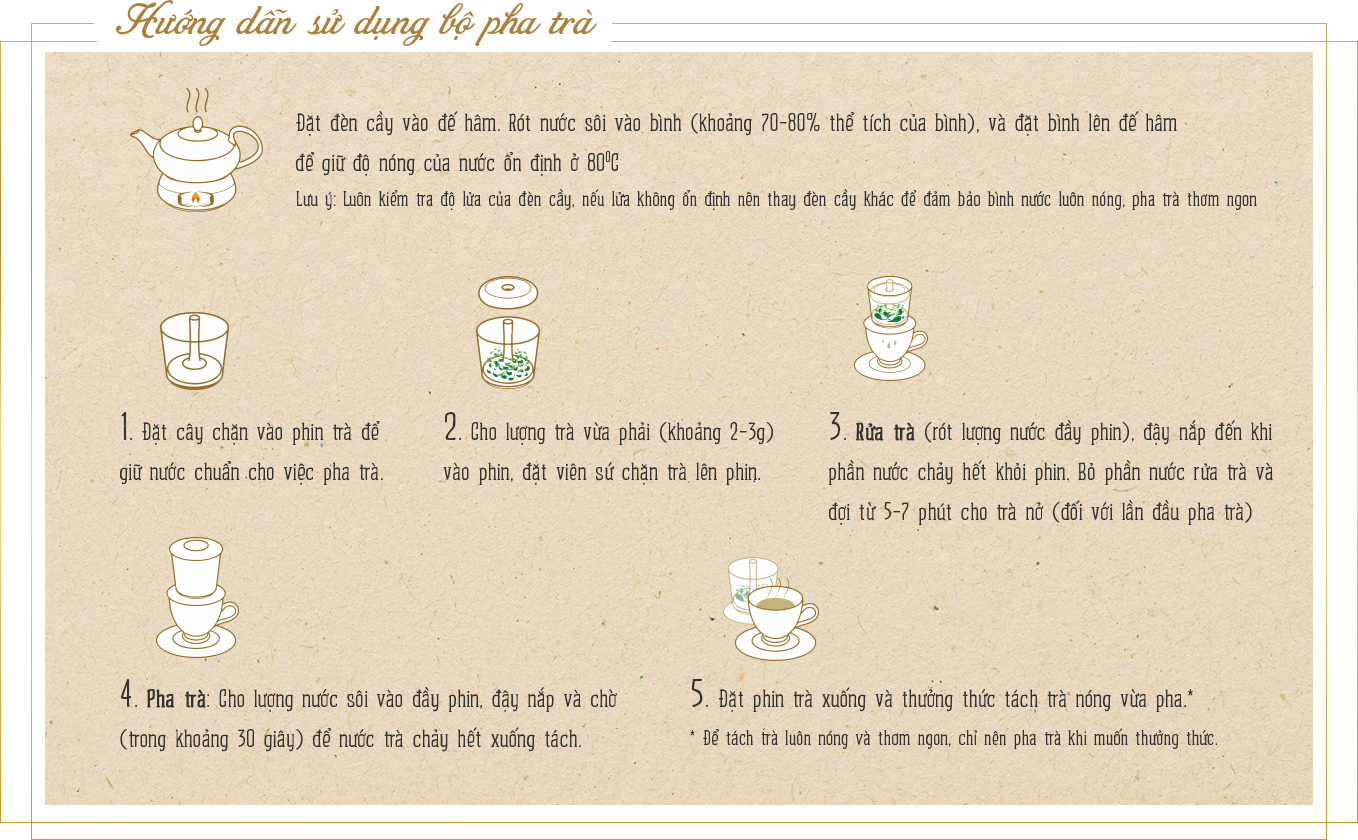 Hướng dẫn sử dụng bộ pha trà
Đặt đèn cầy vào đế hâm. Rót nước sôi vào bình (khoảng 70-80% thể tích của bình), và đặt bình lên đế hâm
để giữ độ nóng của nước ổn định ở 80⁰C
Lưu ý: Luôn kiểm tra độ lửa của đèn cầy, nếu lửa không ổn định nên thay đèn cầy khác để đảm bảo bình nước luôn nóng, pha trà thơm ngon
1. Đặt cây chặn vào phin trà để
giữ nước chuẩn cho việc pha trà.
2. Cho lượng trà vừa phải (khoảng 2-3g)
vào phin, đặt viên sứ chặn trà lên phin.
3. Rửa trà (rót lượng nước đầy phin), đậy nắp đến khi
phần nước chảy hết khỏi phin. Bỏ phần nước rửa trà và
đợi từ 5-7 phút cho trà nở (đối với lần đầu pha trà)
4. Pha trà: Cho lượng nước sôi vào đầy phin, đậy nắp và chờ
(trong khoảng 30 giây) để nước trà chảy hết xuống tách.
5. Đặt phin trà xuống và thưởng thức tách trà nóng vừa pha.*
* Để tách trà luôn nóng và thơm ngon, chỉ nên pha trà khi muốn thưởng thức.